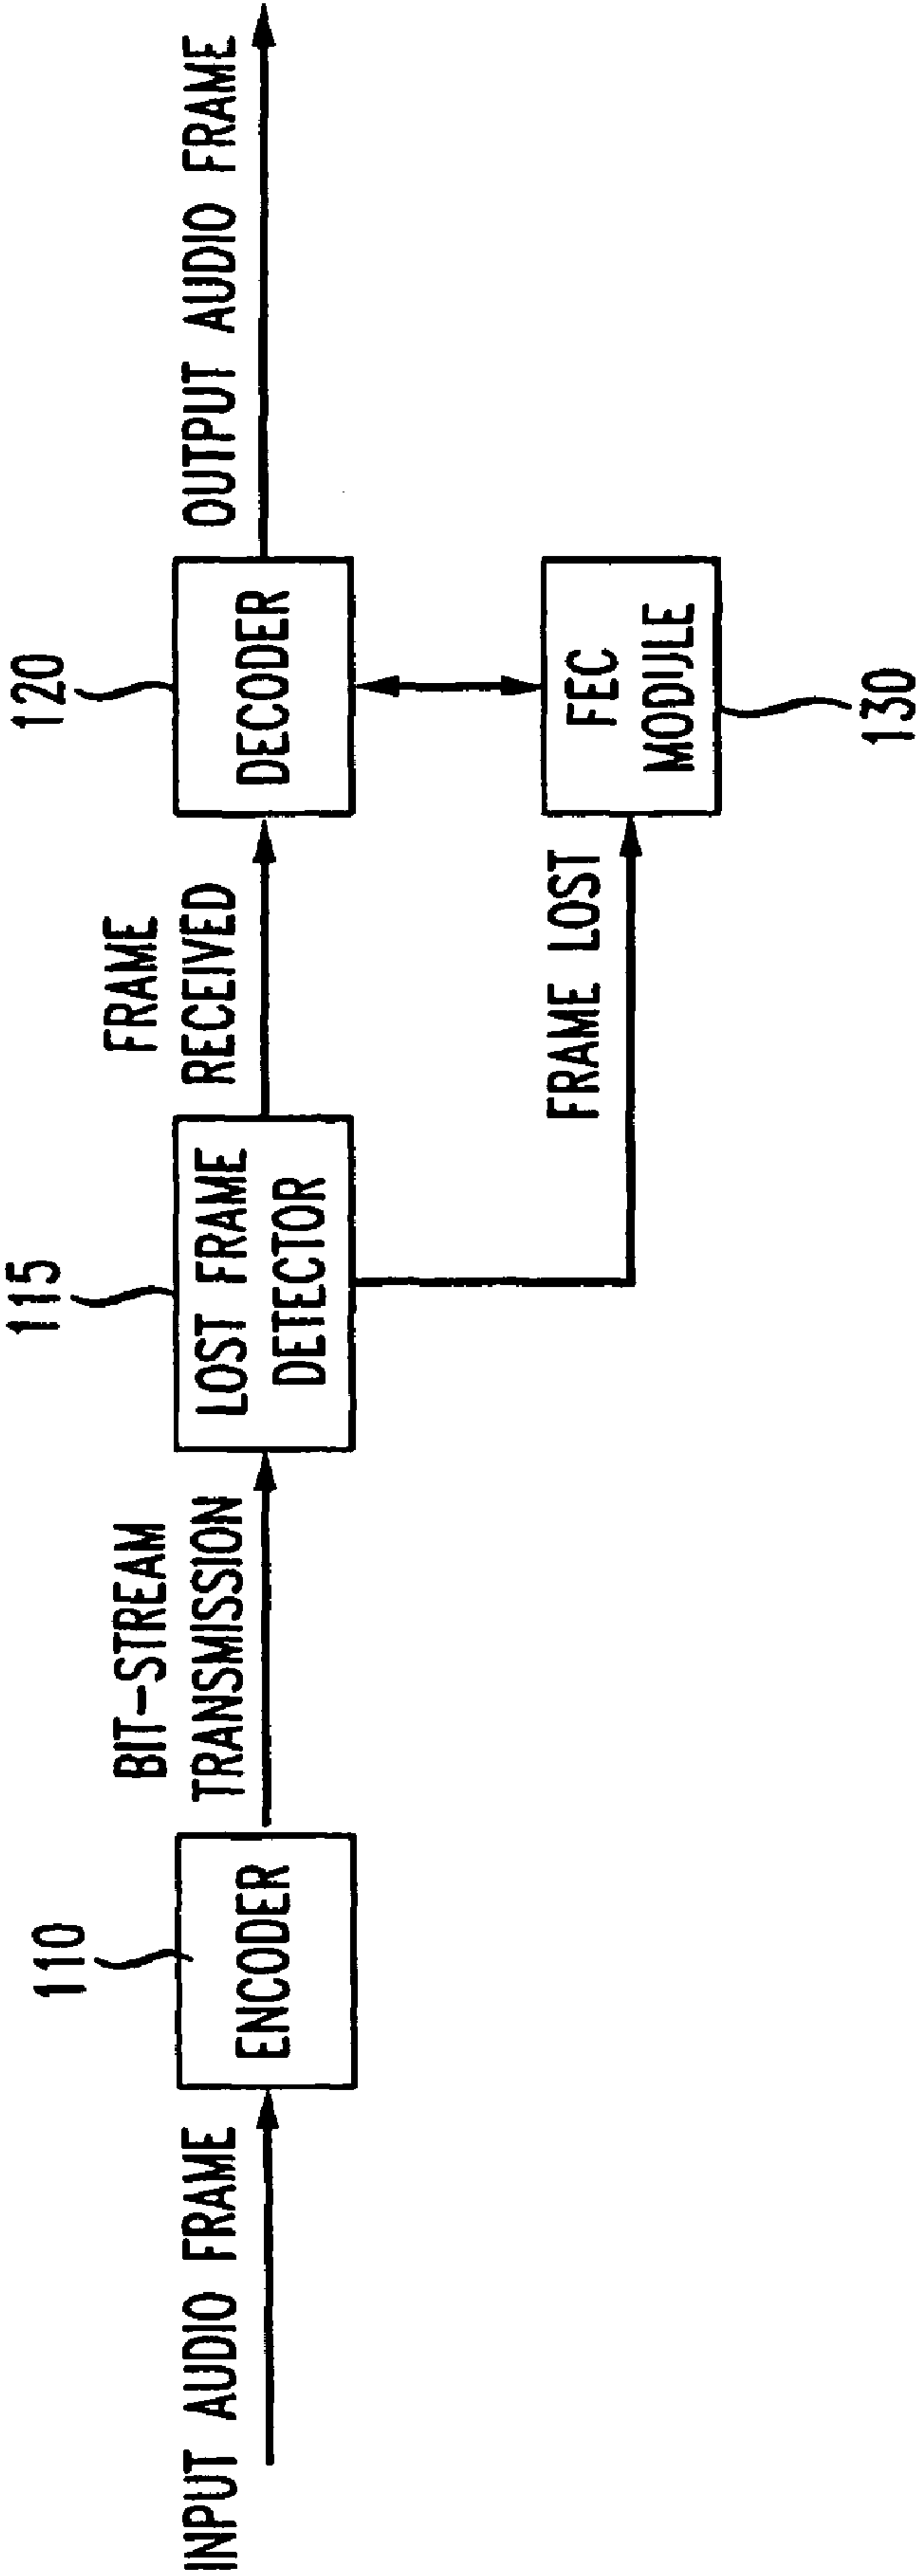 INPUT AUDIO FRAME
110
ENCODER
BIT-STREAM
TRANSMISSION
115
LOST FRAME
DETECTOR
FRAME
RECEIVED
FRAME LOST
120
DECODER
FEC
MODULE
130
OUTPUT AUDIO FRAME